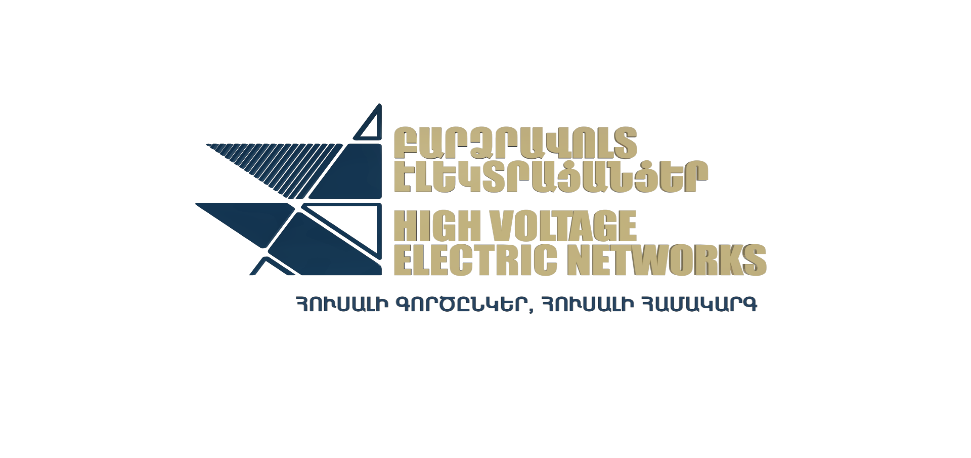 ԲԱՐՁՐԱՎՈԼՏ
ԷԼԵԿՏՐԱՑԱՆՑԵՐ
HIGH VOLTAGE
ELECTRIC NETWORKS
ՀՈՒՍԱԼԻ ԳՈՐԾԸՆԿԵՐ, ՀՈՒՍԱԼԻ ՀԱՄԱԿԱՐԳ